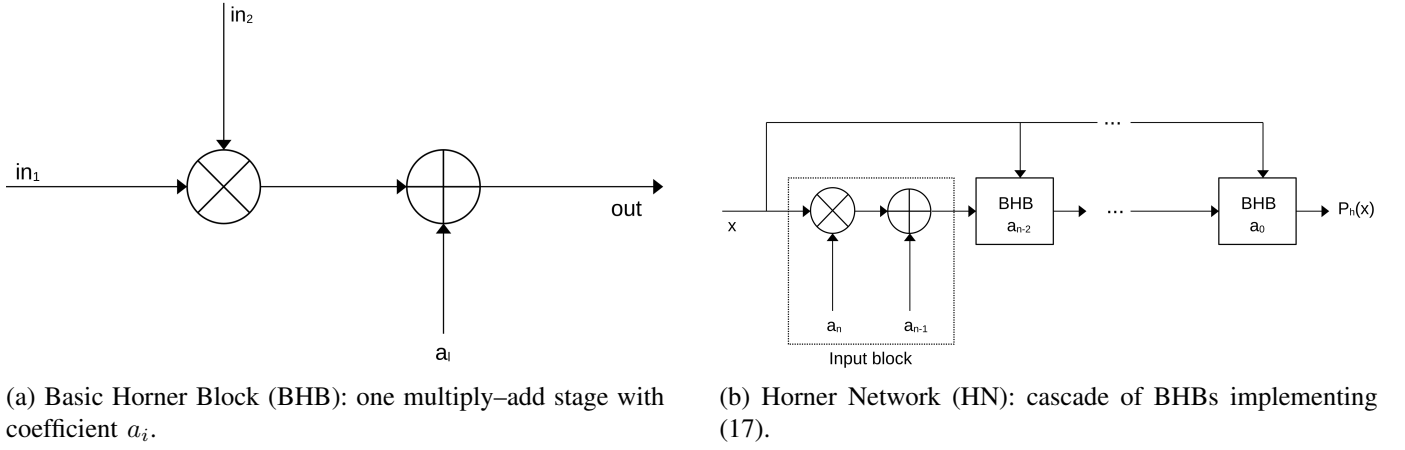 in₂
in₁
out
aₗ
x
aₙ
aₙ₋₁
Input block
BHB
aₙ₋₂
...
...
BHB
a₀
Pₕ(x)
(a) Basic Horner Block (BHB): one multiply–add stage with
coefficient aᵢ.
(b) Horner Network (HN): cascade of BHBs implementing
(17).